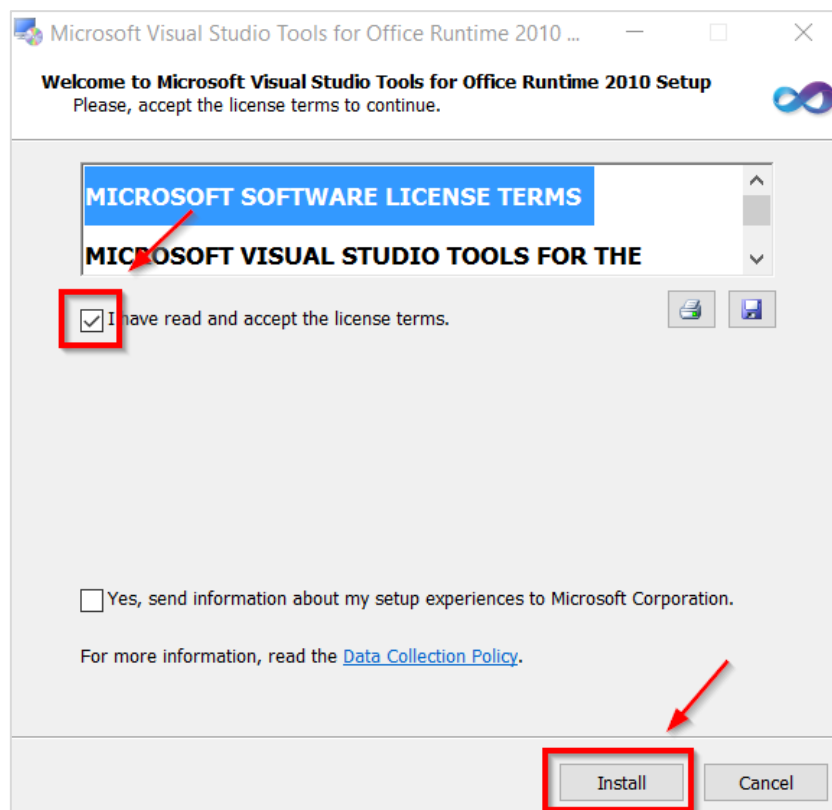 Microsoft Visual Studio Tools for Office Runtime 2010 ...
Welcome to Microsoft Visual Studio Tools for Office Runtime 2010 Setup
Please, accept the license terms to continue.
MICROSOFT SOFTWARE LICENSE TERMS
MICROSOFT VISUAL STUDIO TOOLS FOR THE
I have read and accept the license terms.
Yes, send information about my setup experiences to Microsoft Corporation.
For more information, read the Data Collection Policy.
Install Cancel